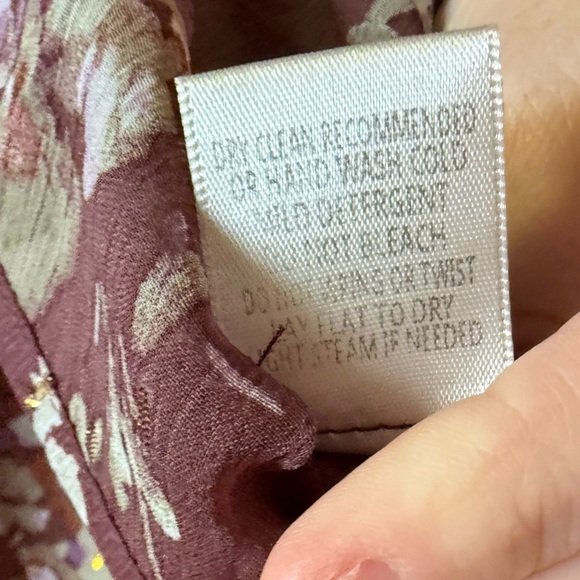 DRY CLEAN RECOMMENDED
OR HAND WASH COLD
MILD DETERGENT
NOT BLEACH
DO NOT WRING OR TWIST
LAY FLAT TO DRY
LIGHT STEAM IF NEEDED